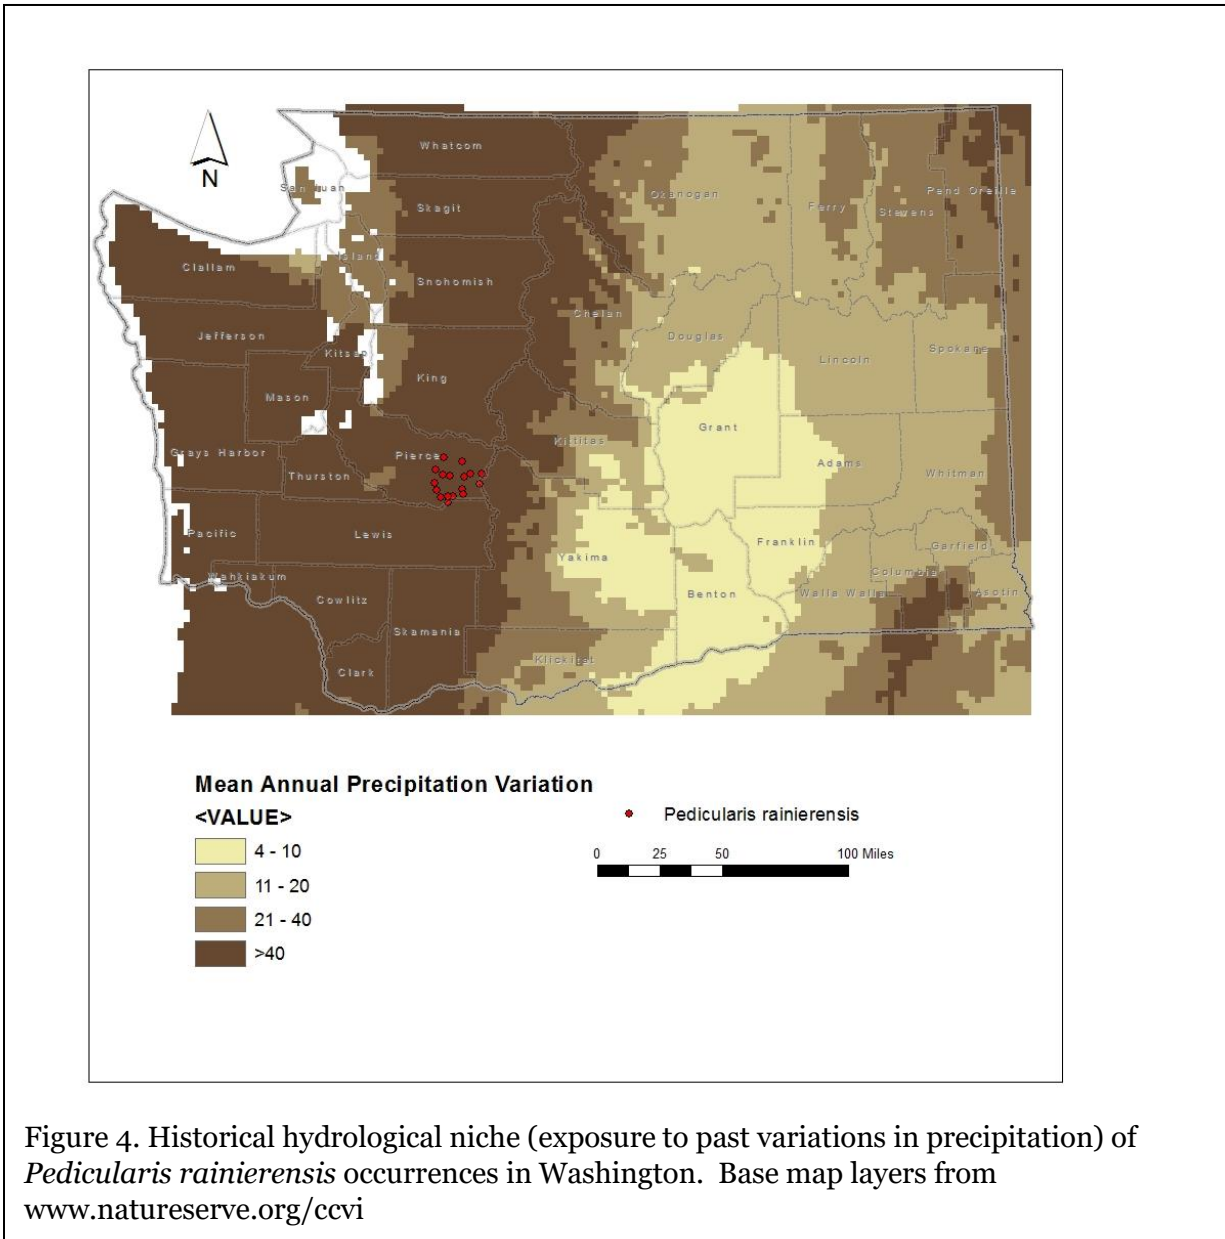 N
Whatcom
San Juan
Skagit
Okanogan
Ferry
Stevens
Pend Oreille
Island
Clallam
Snohomish
Chelan
Jefferson
Kitsap
Douglas
Lincoln
Spokane
King
Mason
Grant
Kittitas
Grays Harbor
Pierce
Thurston
Adams
Whitman
Pacific
Lewis
Yakima
Franklin
Garfield
Columbia
Wahkiakum
Cowlitz
Benton
Walla Walla
Asotin
Skamania
Klickitat
Clark
Mean Annual Precipitation Variation
<VALUE>
4 - 10
11 - 20
21 - 40
>40
Pedicularis rainierensis
0 25 50 100 Miles
Figure 4. Historical hydrological niche (exposure to past variations in precipitation) of
Pedicularis rainierensis occurrences in Washington. Base map layers from
www.natureserve.org/ccvi